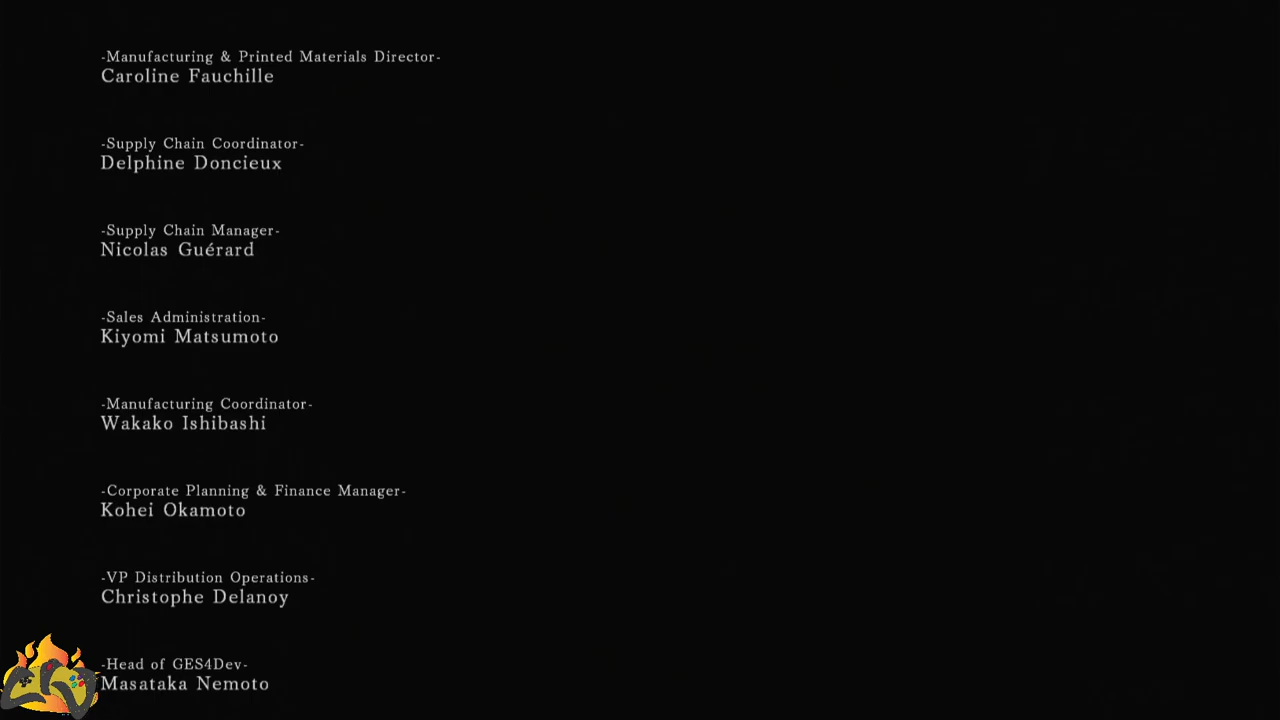 -Manufacturing & Printed Materials Director-
Caroline Fauchille
-Supply Chain Coordinator-
Delphine Doncieux
-Supply Chain Manager-
Nicolas Guérard
-Sales Administration-
Kiyomi Matsumoto
-Manufacturing Coordinator-
Wakako Ishibashi
-Corporate Planning & Finance Manager-
Kohei Okamoto
-VP Distribution Operations-
Christophe Delanoy
-Head of GES4Dev-
Masataka Nemoto